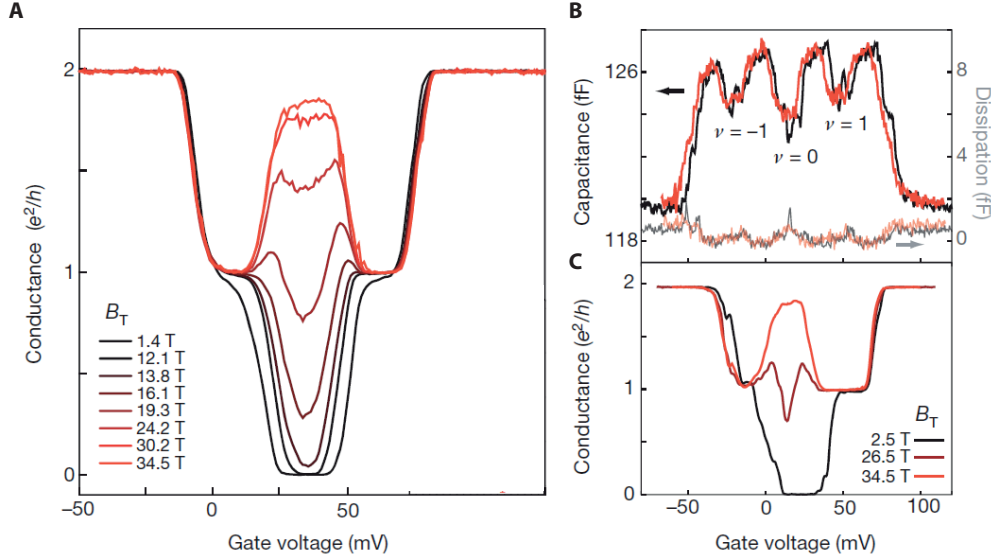 A
Conductance (e²/h)
2
1
0
B_T
1.4 T
12.1 T
13.8 T
16.1 T
19.3 T
24.2 T
30.2 T
34.5 T
−50
0
50
Gate voltage (mV)
B
Capacitance (fF)
126
118
ν = −1
ν = 0
ν = 1
8
4
0
Dissipation (fF)
C
Conductance (e²/h)
2
1
0
B_T
2.5 T
26.5 T
34.5 T
−50
0
50
100
Gate voltage (mV)